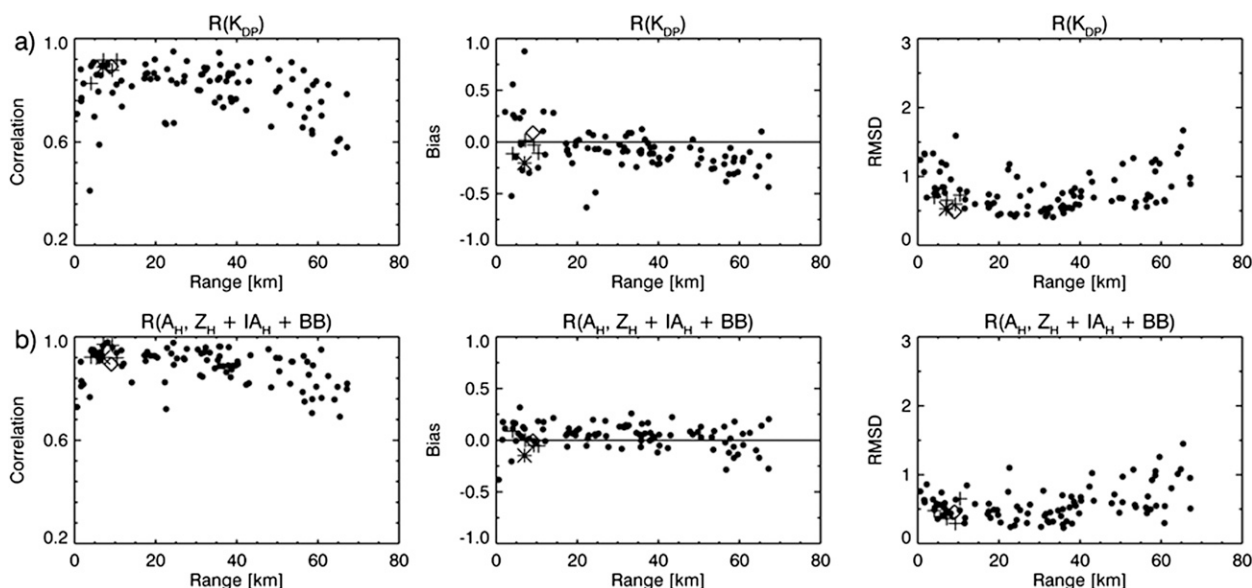 a)
R(K_DP)
1.0
0.6
0.2
Correlation
0 20 40 60 80
Range [km]
R(K_DP)
1.0
0.5
0.0
-0.5
-1.0
Bias
0 20 40 60 80
Range [km]
R(K_DP)
3
2
1
0
RMSD
0 20 40 60 80
Range [km]
b)
R(A_H, Z_H + IA_H + BB)
1.0
0.6
0.2
Correlation
0 20 40 60 80
Range [km]
R(A_H, Z_H + IA_H + BB)
1.0
0.5
0.0
-0.5
-1.0
Bias
0 20 40 60 80
Range [km]
R(A_H, Z_H + IA_H + BB)
3
2
1
0
RMSD
0 20 40 60 80
Range [km]